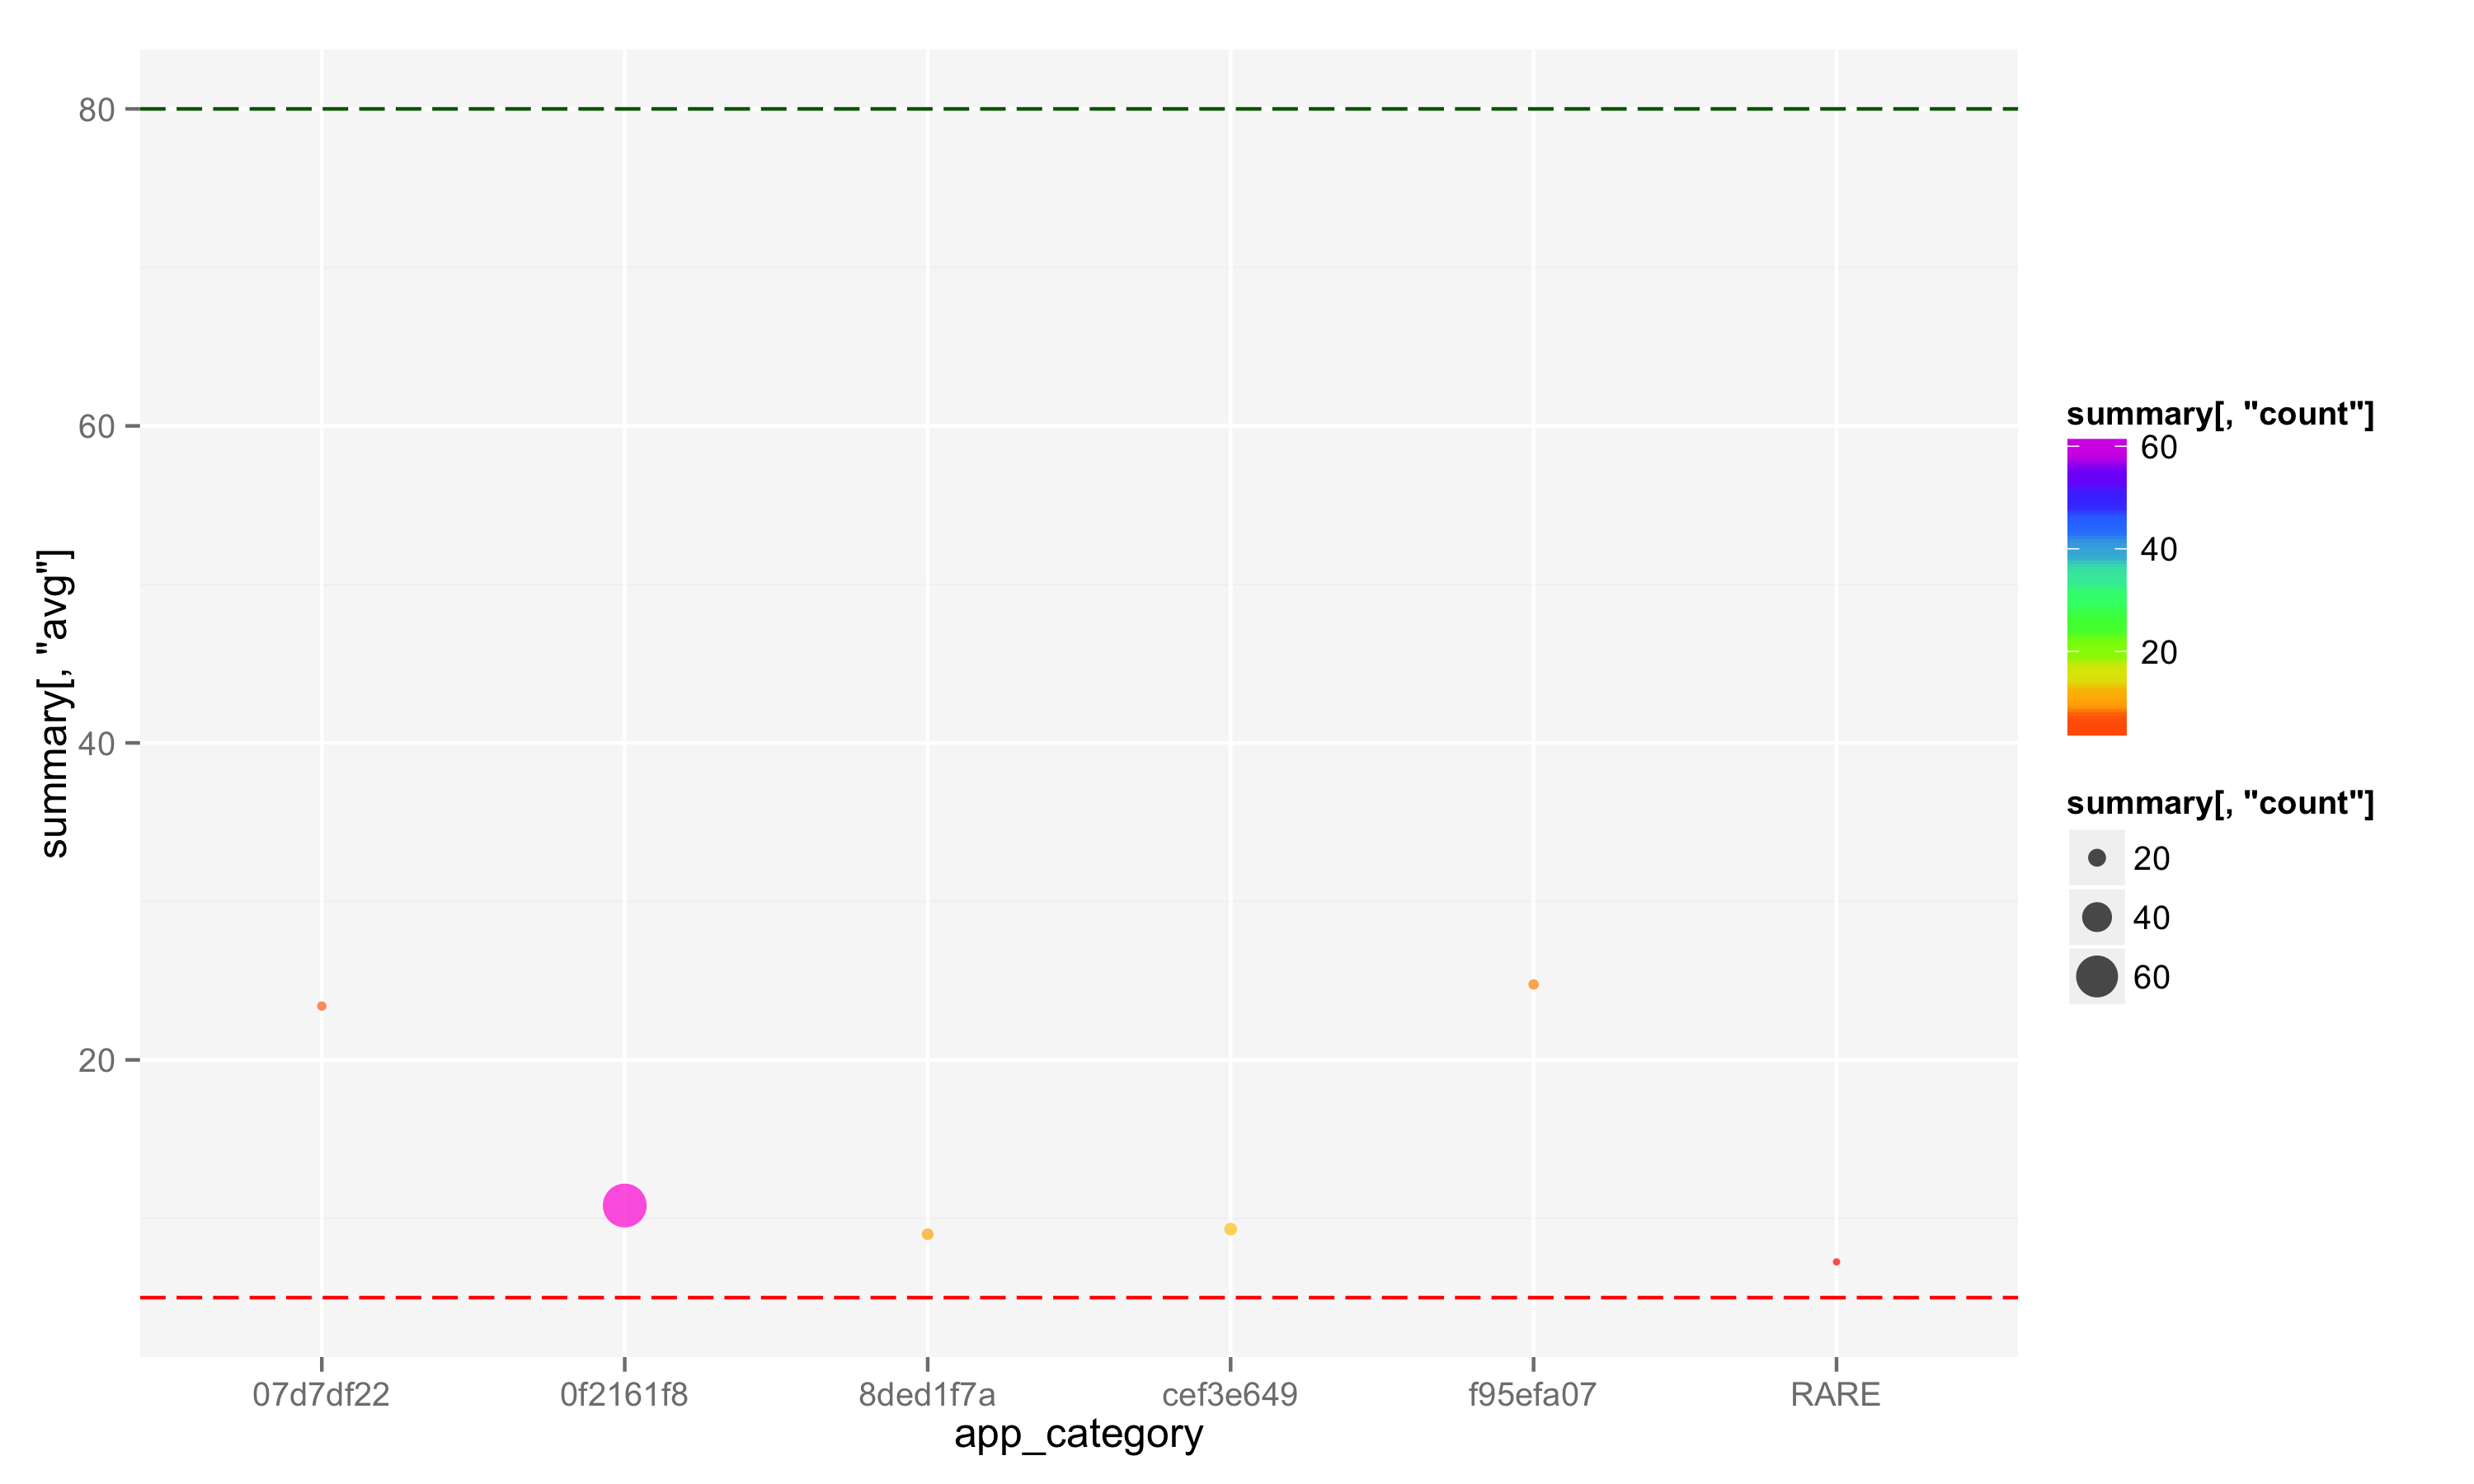 80
60
40
20
summary[, "avg"]
07d7df22
0f2161f8
8ded1f7a
cef3e649
f95efa07
RARE
app_category
summary[, "count"]
60
40
20
summary[, "count"]
20
40
60